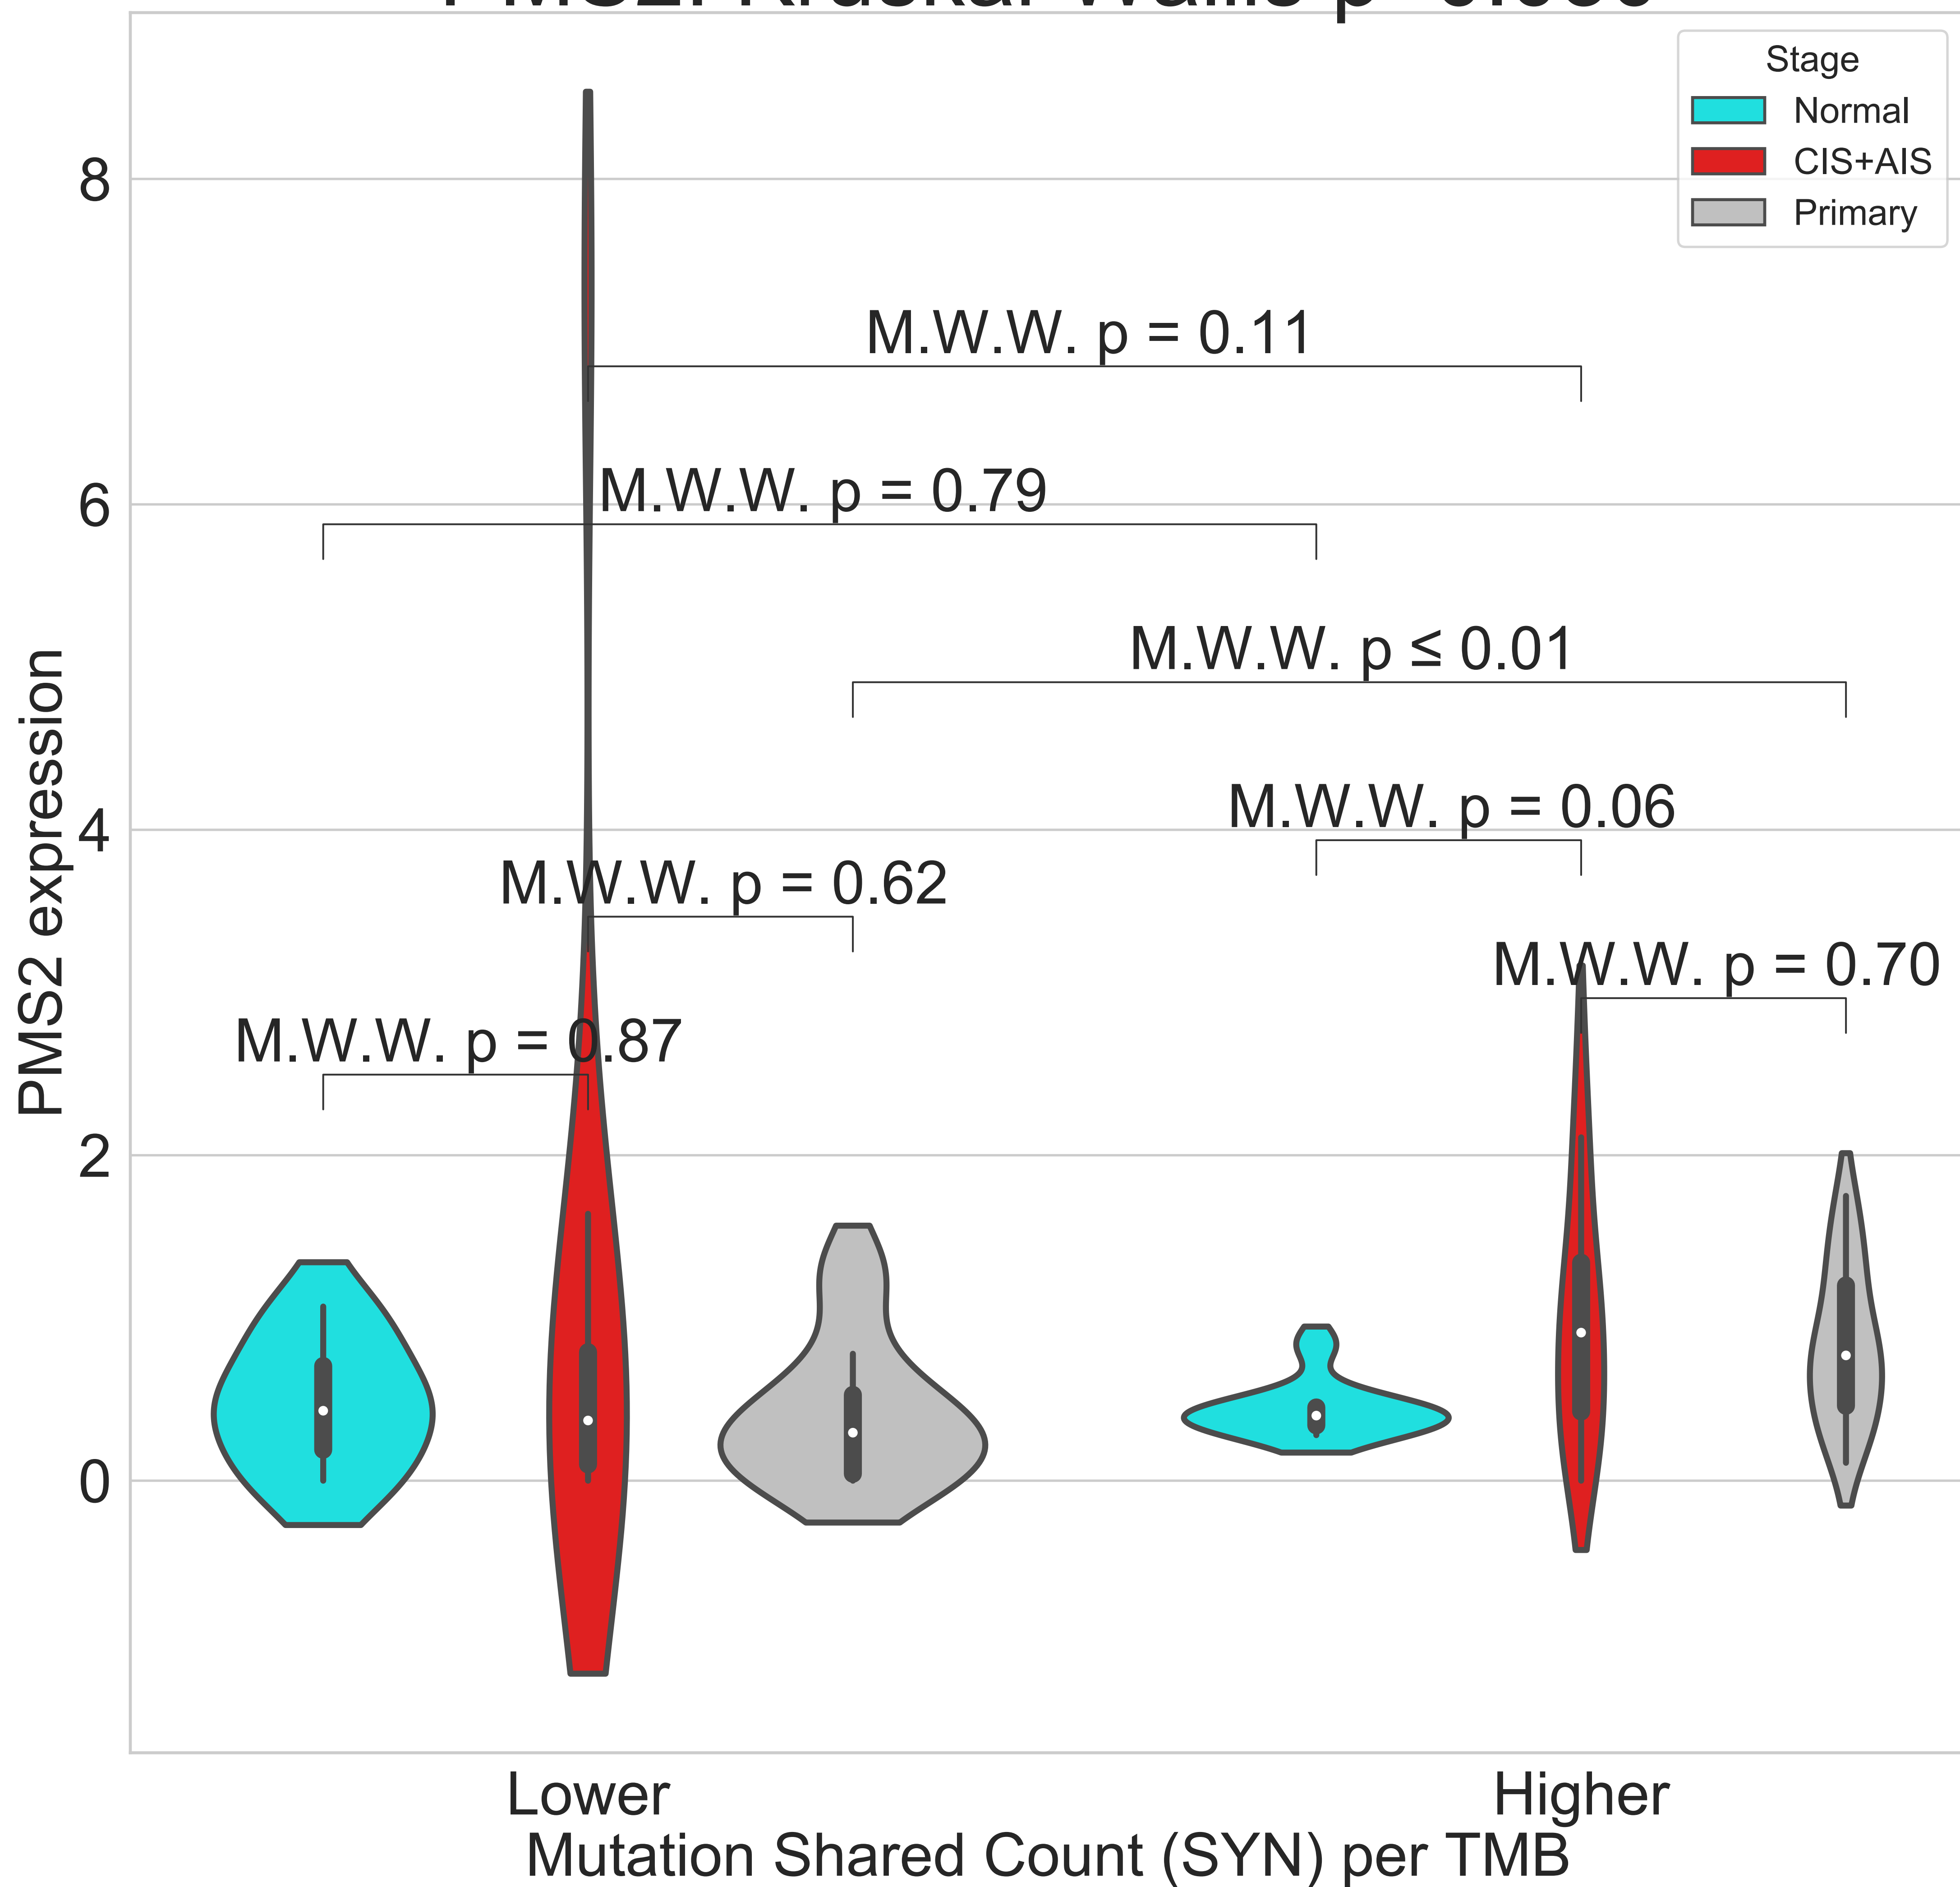 Stage
Normal
CIS+AIS
Primary
8
6
4
2
0
PMS2 expression
M.W.W. p = 0.11
M.W.W. p = 0.79
M.W.W. p ≤ 0.01
M.W.W. p = 0.06
M.W.W. p = 0.62
M.W.W. p = 0.70
M.W.W. p = 0.87
Lower
Higher
Mutation Shared Count (SYN) per TMB